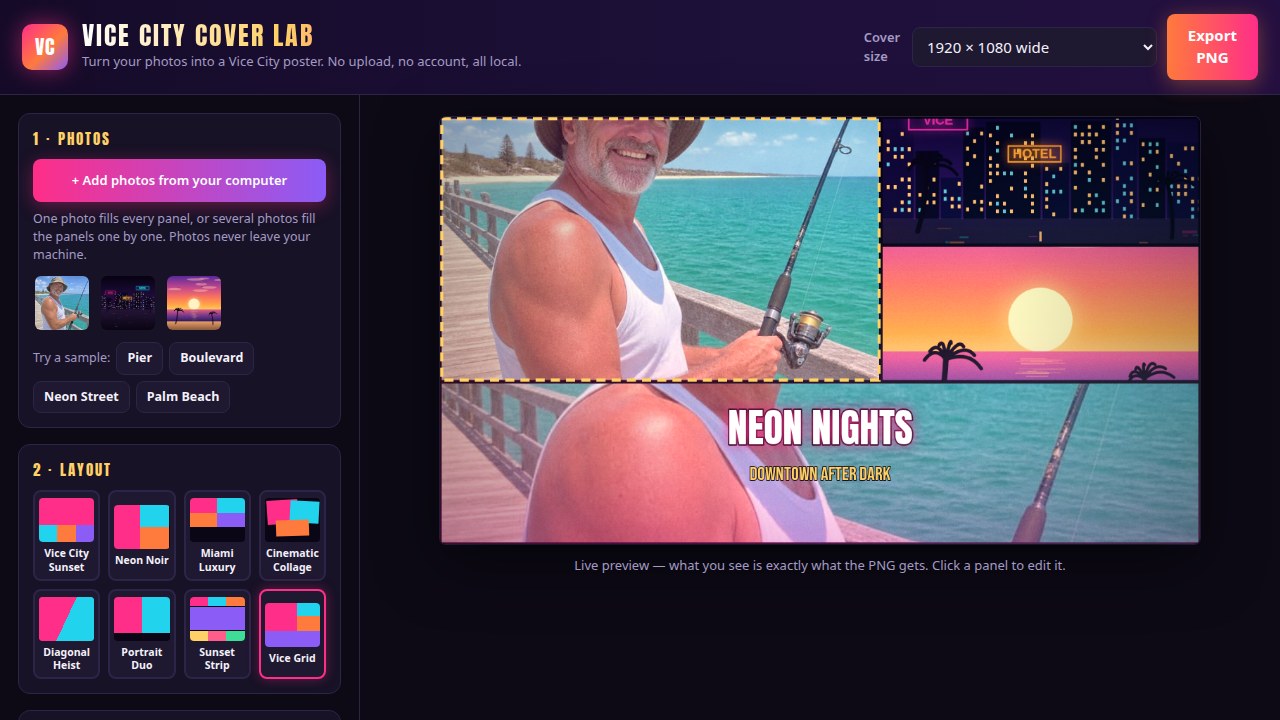 VC
VICE CITY COVER LAB
Turn your photos into a Vice City poster. No upload, no account, all local.
Cover
size
1920 × 1080 wide
Export
PNG
1 · PHOTOS
+ Add photos from your computer
One photo fills every panel, or several photos fill
the panels one by one. Photos never leave your
machine.
Try a sample:
Pier
Boulevard
Neon Street
Palm Beach
2 · LAYOUT
Vice City
Sunset
Neon Noir
Miami
Luxury
Cinematic
Collage
Diagonal
Heist
Portrait
Duo
Sunset
Strip
Vice Grid
VICE
HOTEL
NEON NIGHTS
DOWNTOWN AFTER DARK
Live preview — what you see is exactly what the PNG gets. Click a panel to edit it.